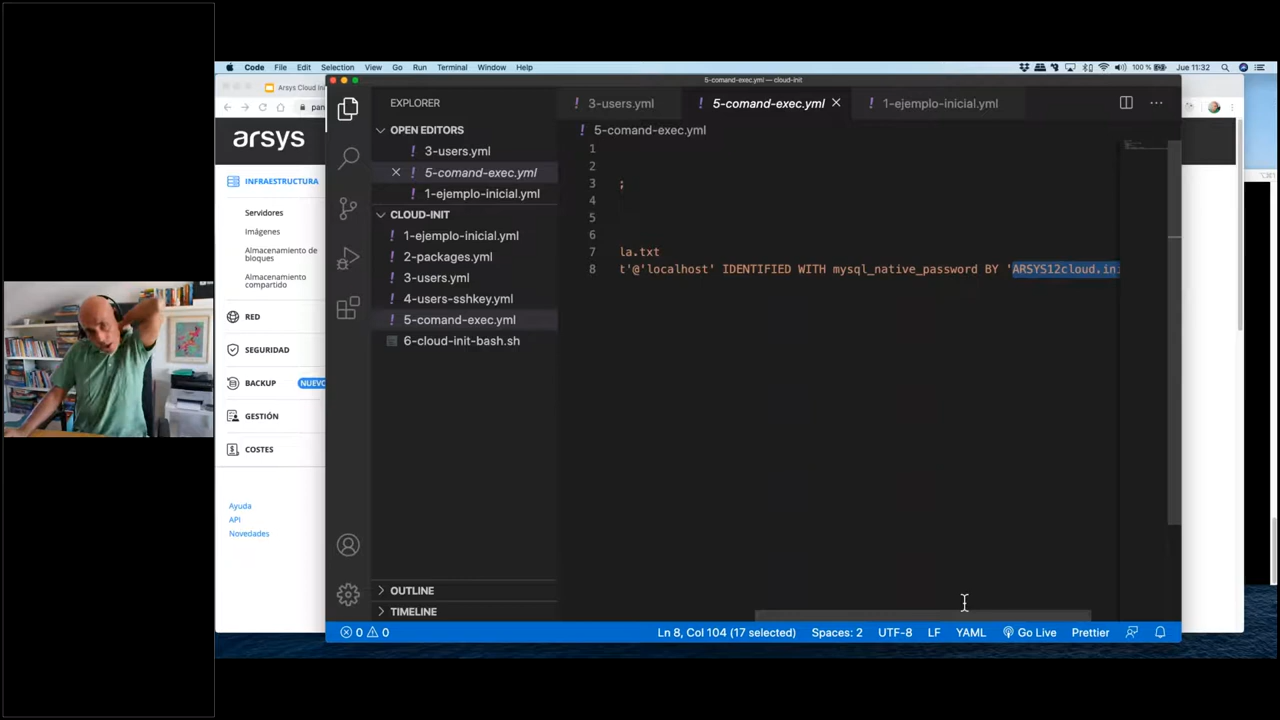 Code File Edit Selection View Go Run Terminal Window Help
100 % Jue 11:32
5-comand-exec.yml — cloud-init
Arsys Cloud In
pan
arsys
INFRAESTRUCTURA
Servidores
Imágenes
Almacenamiento de
bloques
Almacenamiento
compartido
RED
SEGURIDAD
BACKUP NUEVO
GESTIÓN
COSTES
Ayuda
API
Novedades
EXPLORER
OPEN EDITORS
! 3-users.yml
! 5-comand-exec.yml
! 1-ejemplo-inicial.yml
CLOUD-INIT
! 1-ejemplo-inicial.yml
! 2-packages.yml
! 3-users.yml
! 4-users-sshkey.yml
! 5-comand-exec.yml
6-cloud-init-bash.sh
OUTLINE
TIMELINE
! 3-users.yml ! 5-comand-exec.yml ! 1-ejemplo-inicial.yml
! 5-comand-exec.yml
1
2
3 ;
4
5
6
7 la.txt
8 t'@'localhost' IDENTIFIED WITH mysql_native_password BY 'ARSYS12cloud.ini
0 0 Ln 8, Col 104 (17 selected) Spaces: 2 UTF-8 LF YAML Go Live Prettier